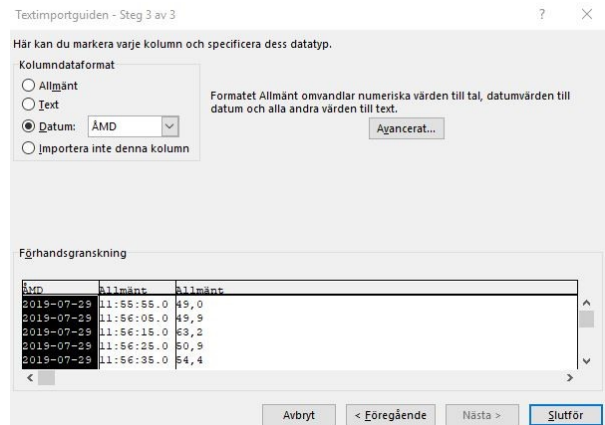 Textimportguiden - Steg 3 av 3 ? ×
Här kan du markera varje kolumn och specificera dess datatyp.
Kolumndataformat
Allmänt
Text
Datum: ÅMD
Importera inte denna kolumn
Formatet Allmänt omvandlar numeriska värden till tal, datumvärden till
datum och alla andra värden till text.
Avancerat...
Förhandsgranskning
ÅMD Allmänt Allmänt
2019-07-29 11:55:55.0 49,0
2019-07-29 11:56:05.0 49,9
2019-07-29 11:56:15.0 63,2
2019-07-29 11:56:25.0 50,9
2019-07-29 11:56:35.0 54,4
Avbryt < Föregående Nästa > Slutför